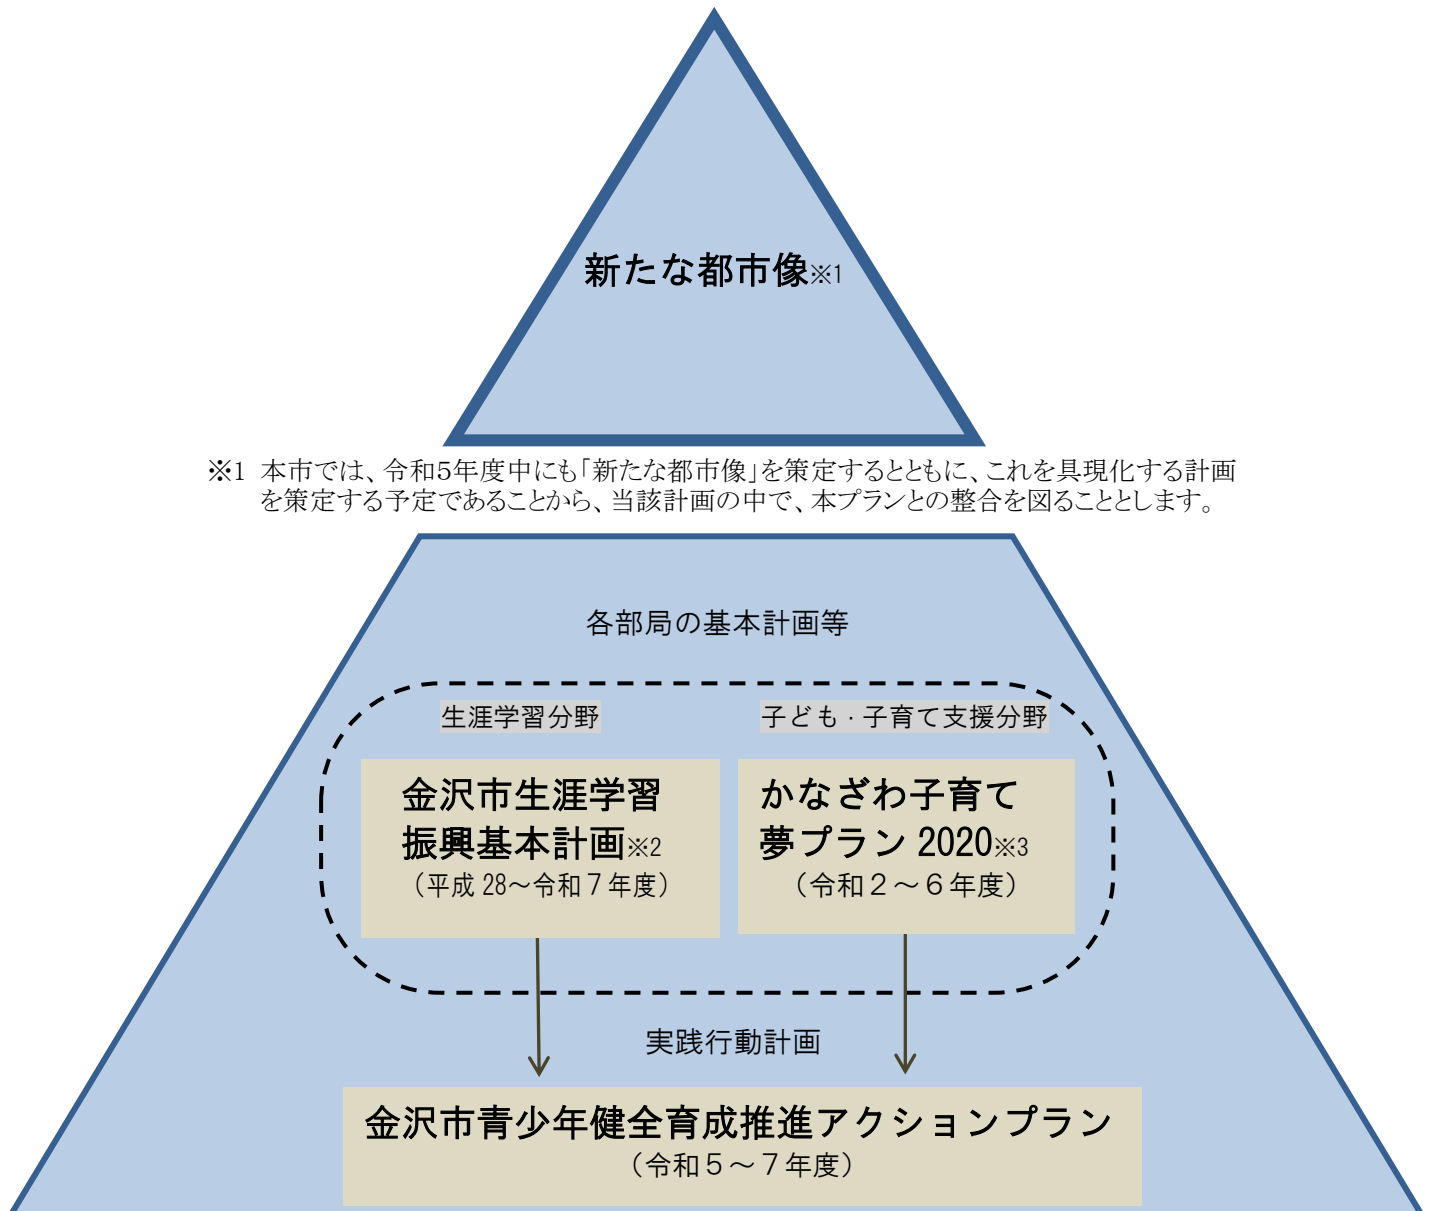 新たな都市像※1
※1 本市では、令和5年度中にも「新たな都市像」を策定するとともに、これを具現化する計画
を策定する予定であることから、当該計画の中で、本プランとの整合を図ることとします。
各部局の基本計画等
生涯学習分野
子ども・子育て支援分野
金沢市生涯学習
振興基本計画※2
（平成 28～令和７年度）
かなざわ子育て
夢プラン 2020※3
（令和２～６年度）
実践行動計画
金沢市青少年健全育成推進アクションプラン
（令和５～７年度）